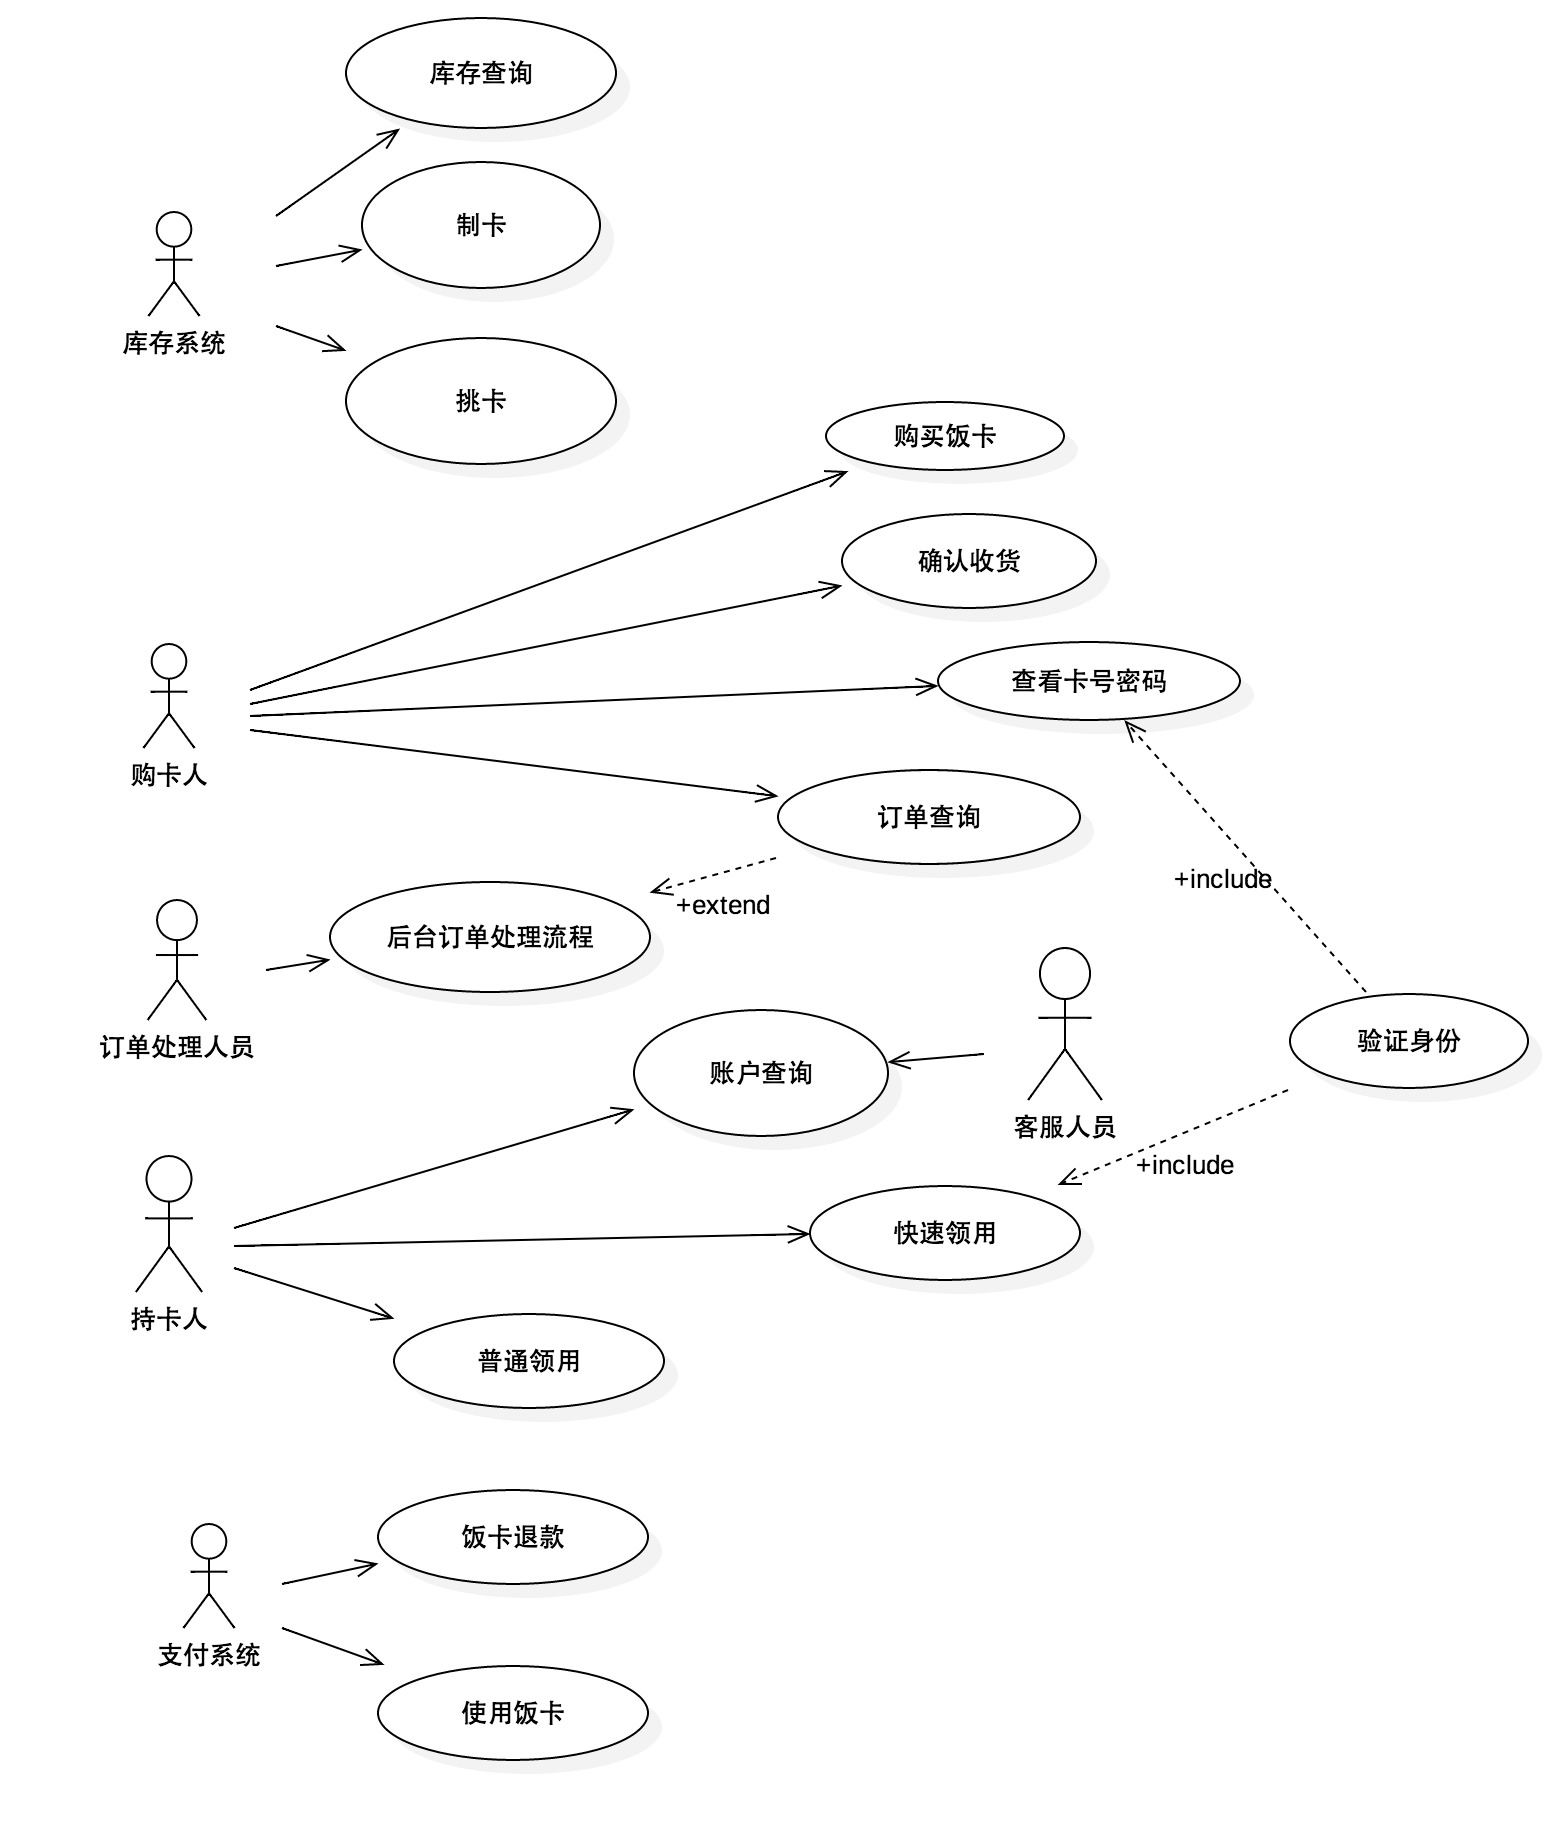 库存查询
制卡
库存系统
挑卡
购买饭卡
确认收货
查看卡号密码
购卡人
订单查询
+include
+extend
后台订单处理流程
订单处理人员
验证身份
账户查询
客服人员
+include
快速领用
持卡人
普通领用
饭卡退款
支付系统
使用饭卡